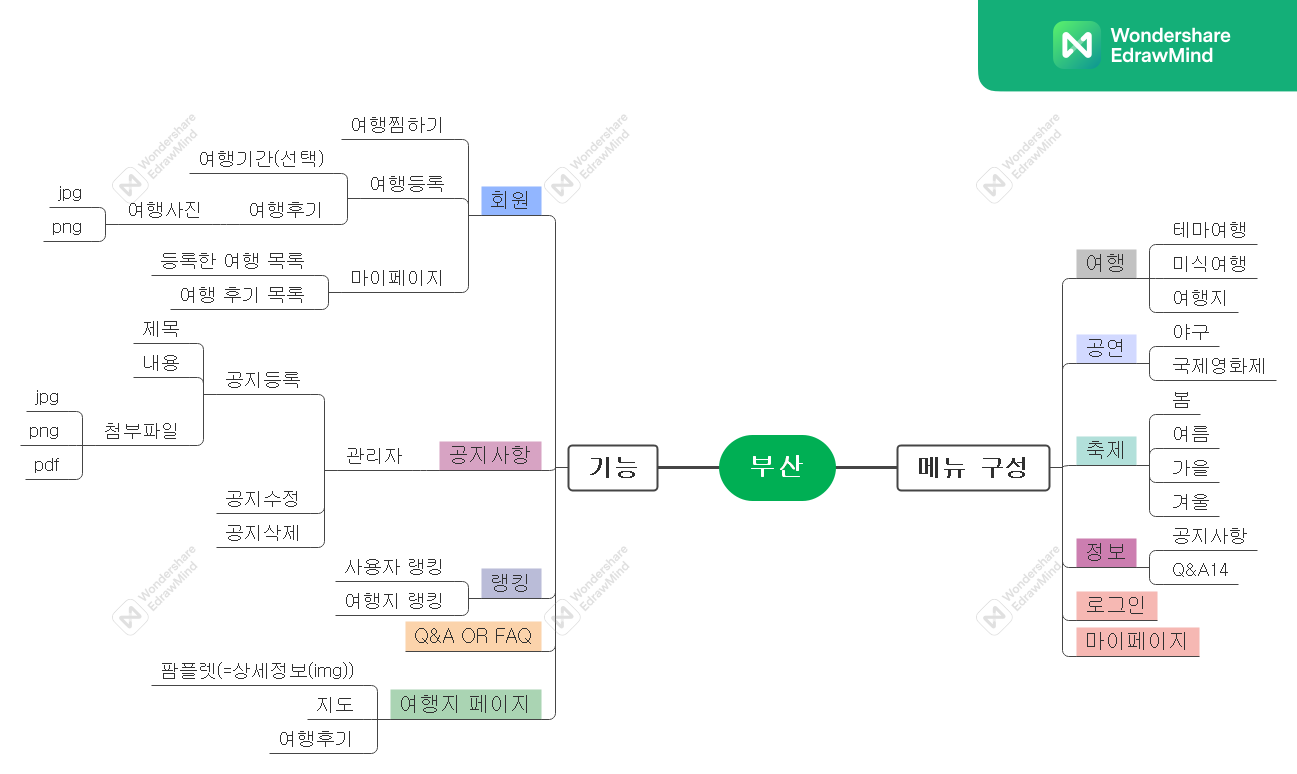 Wondershare
EdrawMind
부산
기능
회원
여행찜하기
여행등록
여행기간(선택)
여행후기
여행사진
jpg
png
마이페이지
등록한 여행 목록
여행 후기 목록
공지사항
관리자
공지등록
제목
내용
첨부파일
jpg
png
pdf
공지수정
공지삭제
랭킹
사용자 랭킹
여행지 랭킹
Q&A OR FAQ
여행지 페이지
팜플렛(=상세정보(img))
지도
여행후기
메뉴 구성
여행
테마여행
미식여행
여행지
공연
야구
국제영화제
축제
봄
여름
가을
겨울
정보
공지사항
Q&A14
로그인
마이페이지
Wondershare
EdrawMind
Wondershare
EdrawMind
Wondershare
EdrawMind
Wondershare
EdrawMind
Wondershare
EdrawMind
Wondershare
EdrawMind